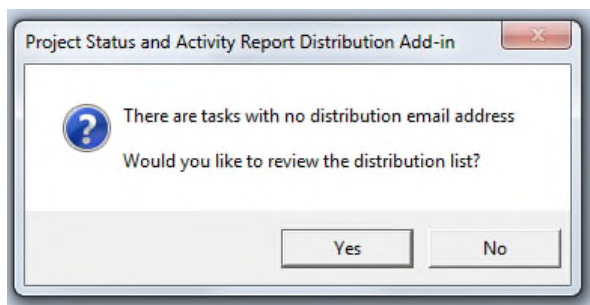 Project Status and Activity Report Distribution Add-in
There are tasks with no distribution email address
Would you like to review the distribution list?
Yes No